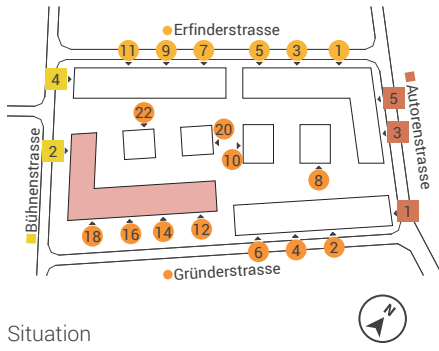 Erfinderstrasse
11 9 7 5 3 1
4
5
22
20
3
2
10
8
Autorenstrasse
Bühnenstrasse
1
18 16 14 12
6 4 2
Gründerstrasse
Situation
N